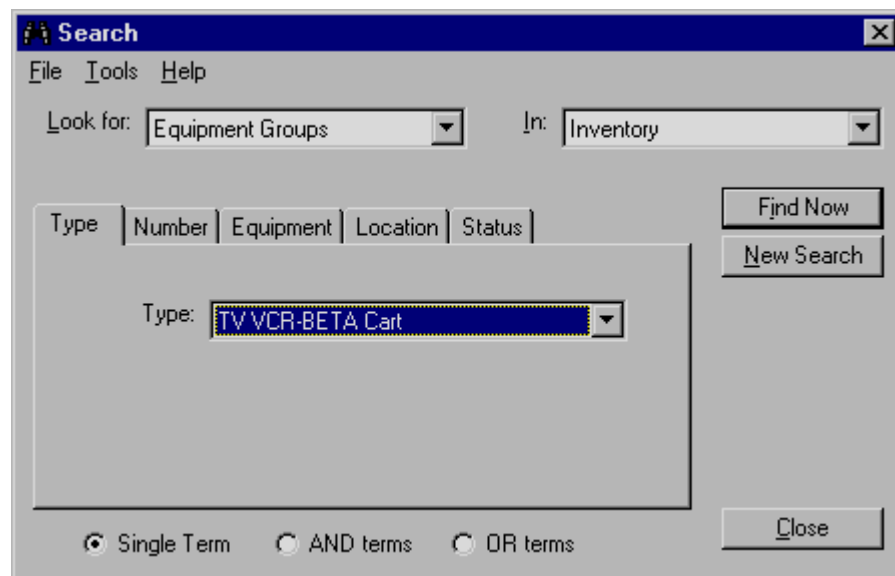 Search
File Tools Help
Look for: Equipment Groups In: Inventory
Find Now
Type Number Equipment Location Status
New Search
Type: TV VCR-BETA Cart
Close
Single Term AND terms OR terms